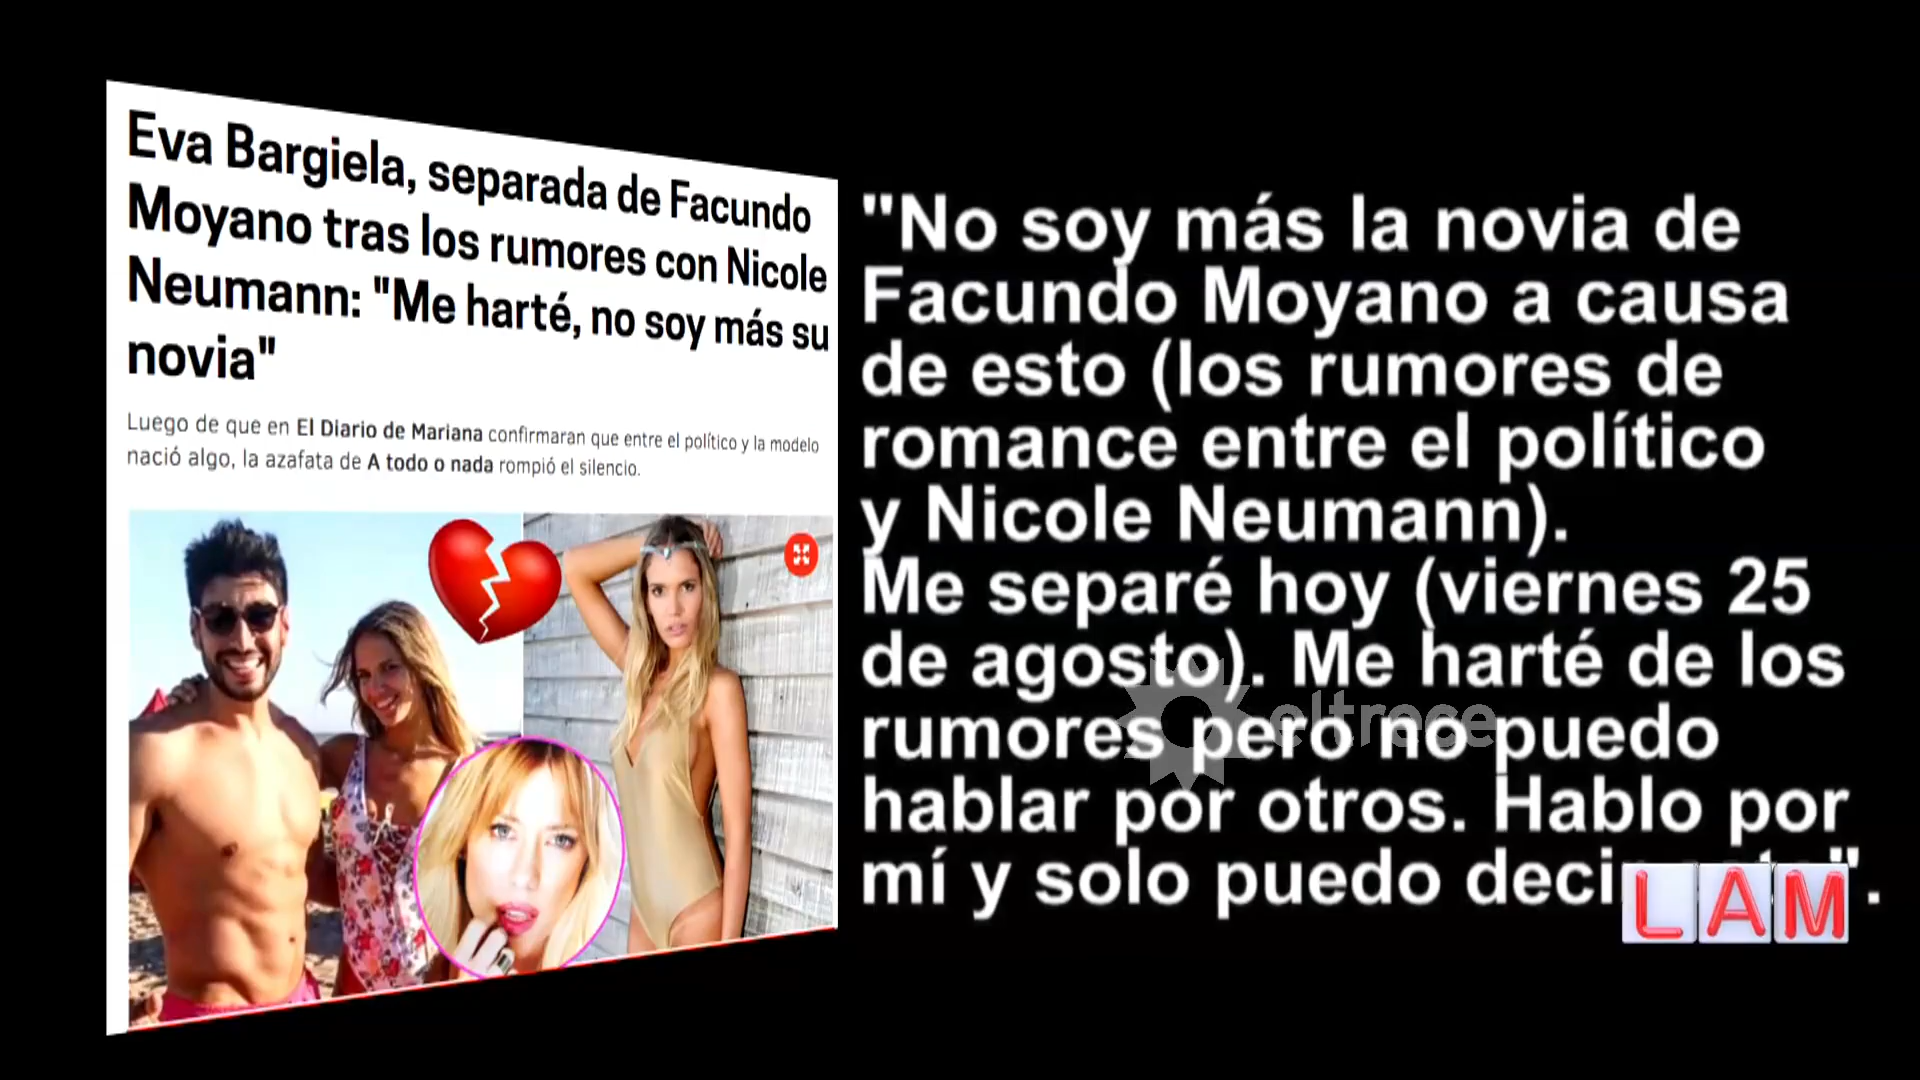 Eva Bargiela, separada de Facundo
Moyano tras los rumores con Nicole
Neumann: "Me harté, no soy más su
novia"
Luego de que en El Diario de Mariana confirmaran que entre el político y la modelo
nació algo, la azafata de A todo o nada rompió el silencio.
"No soy más la novia de
Facundo Moyano a causa
de esto (los rumores de
romance entre el político
y Nicole Neumann).
Me separé hoy (viernes 25
de agosto). Me harté de los
rumores pero no puedo
hablar por otros. Hablo por
mí y solo puedo deci
eltrece
LAM